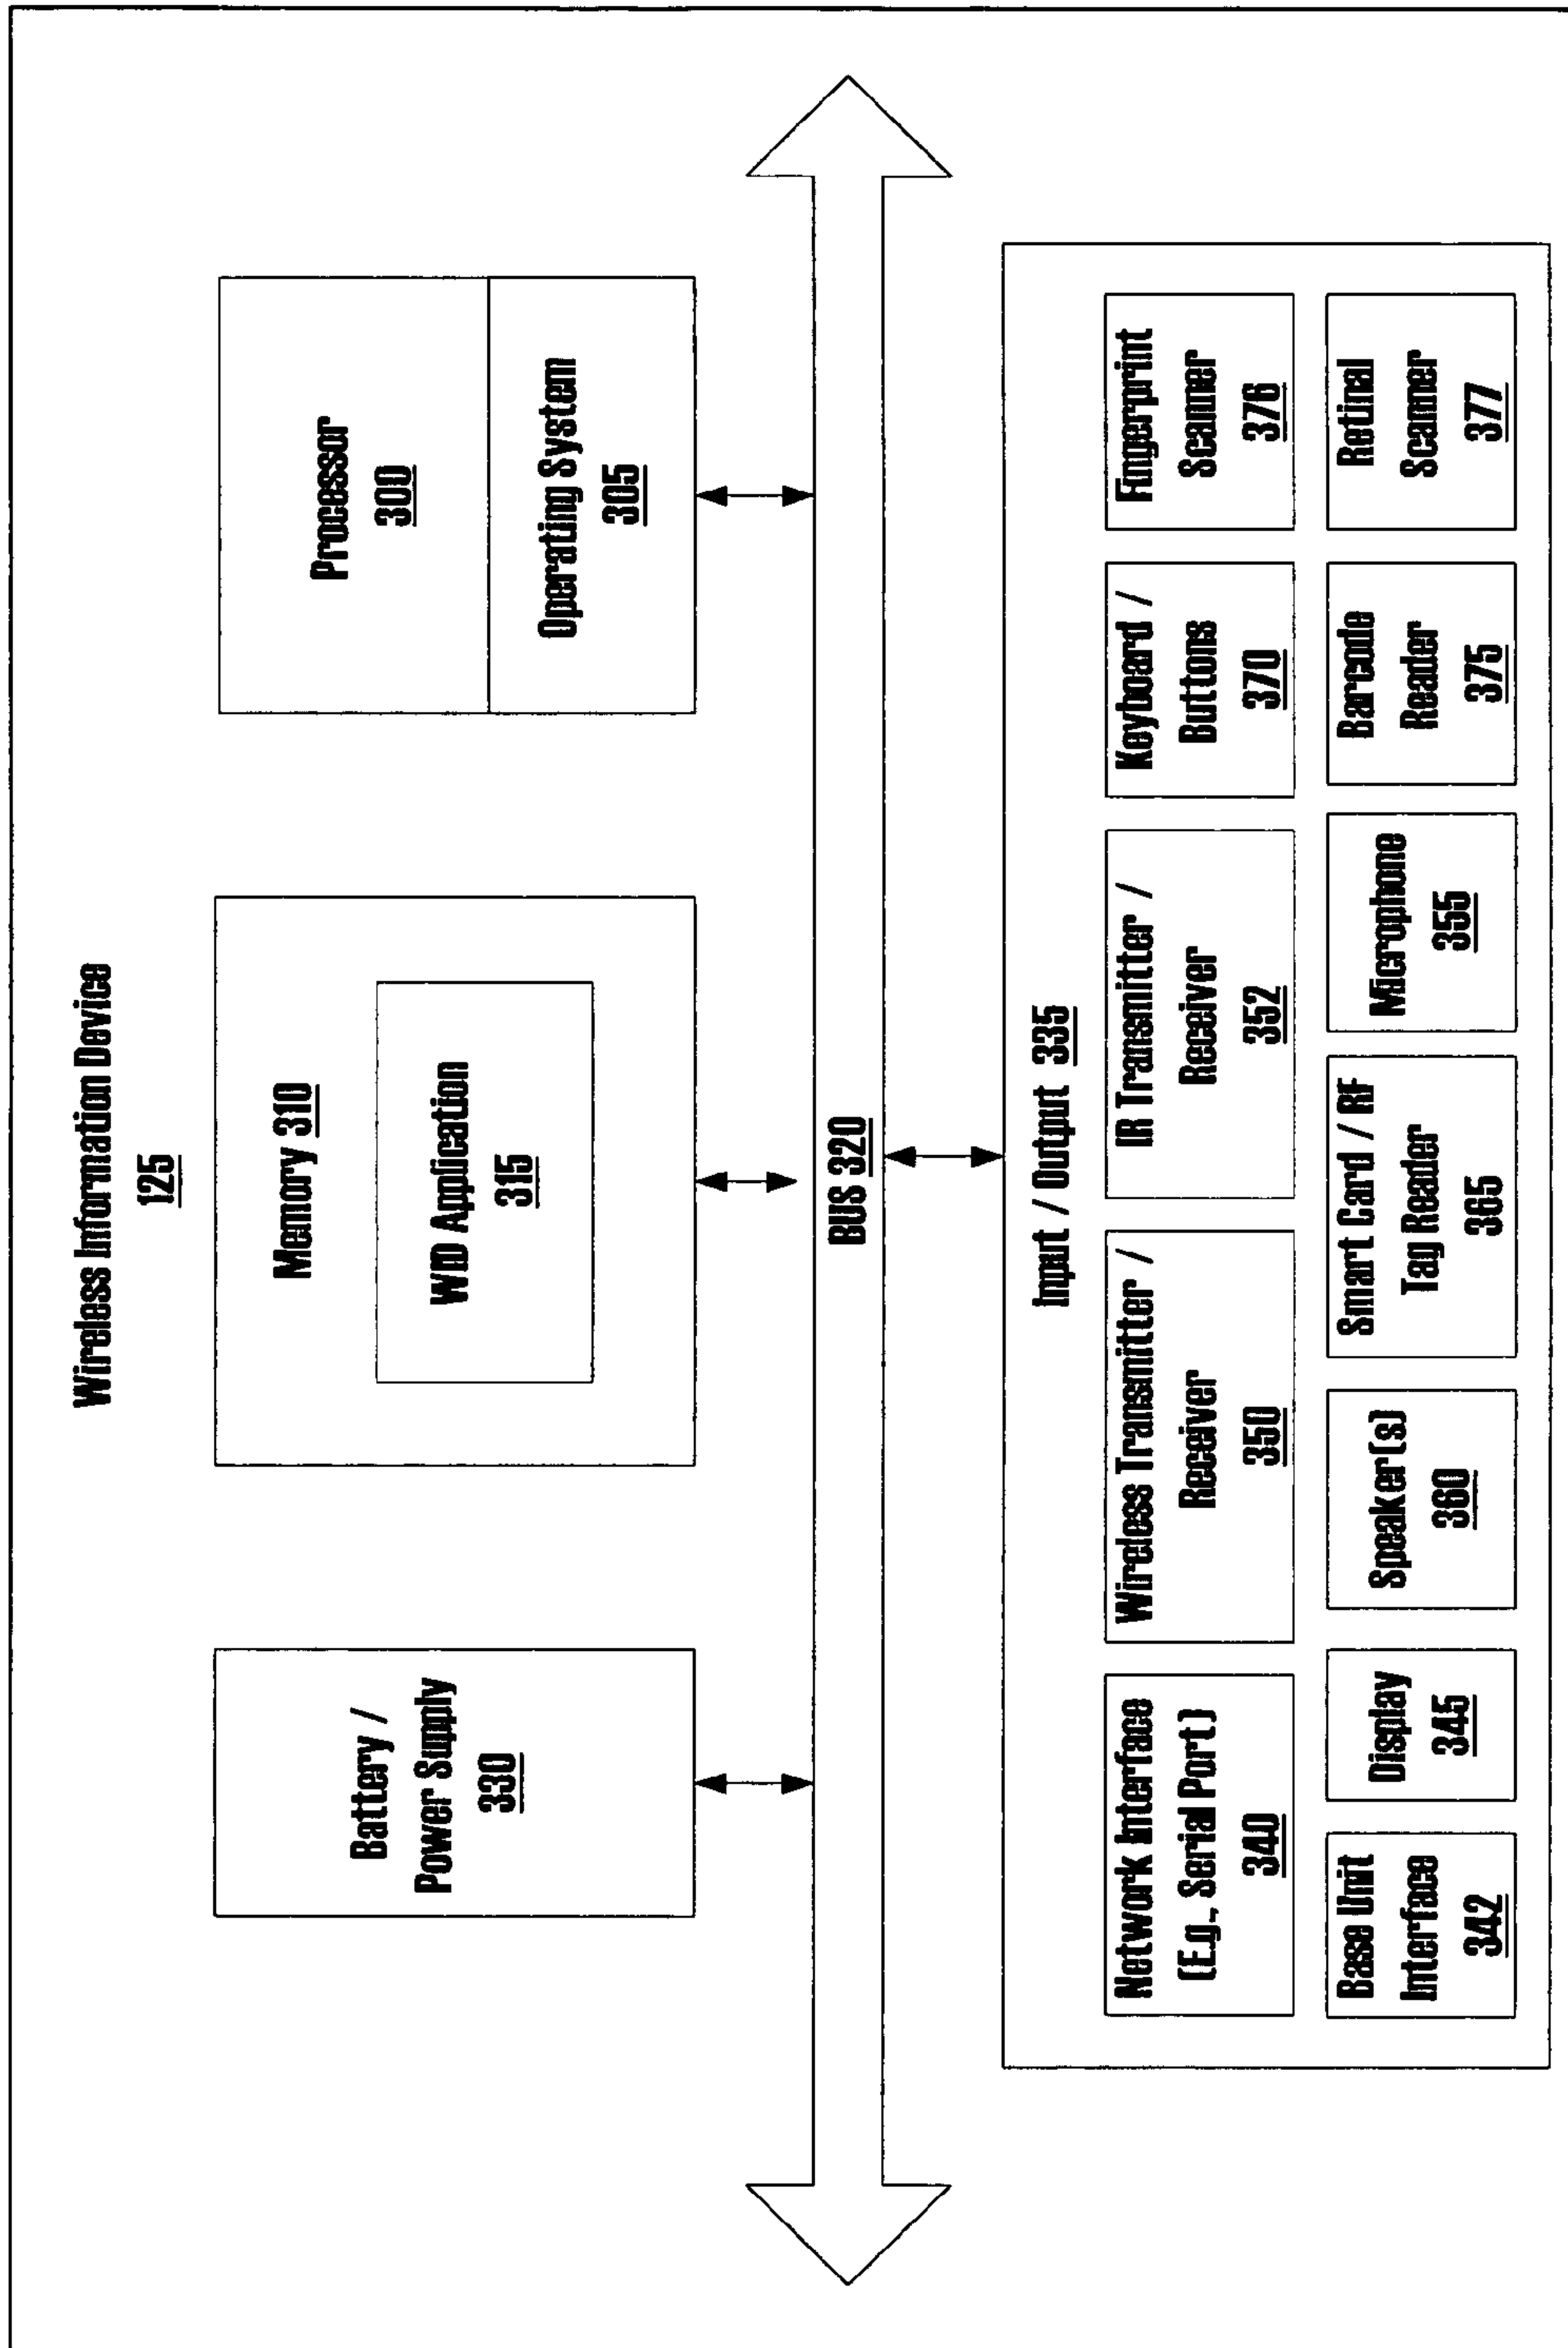 Wireless Information Device
125
Battery /
Power Supply
330
Memory 310
WID Application
315
Processor
300
Operating System
305
BUS 320
Input / Output 335
Network Interface
(E.g., Serial Port)
340
Wireless Transmitter /
Receiver
350
IR Transmitter /
Receiver
352
Keyboard /
Buttons
370
Fingerprint
Scanner
376
Base Unit
Interface
342
Display
345
Speaker(s)
360
Smart Card / RF
Tag Reader
365
Microphone
355
Barcode
Reader
375
Retinal
Scanner
377